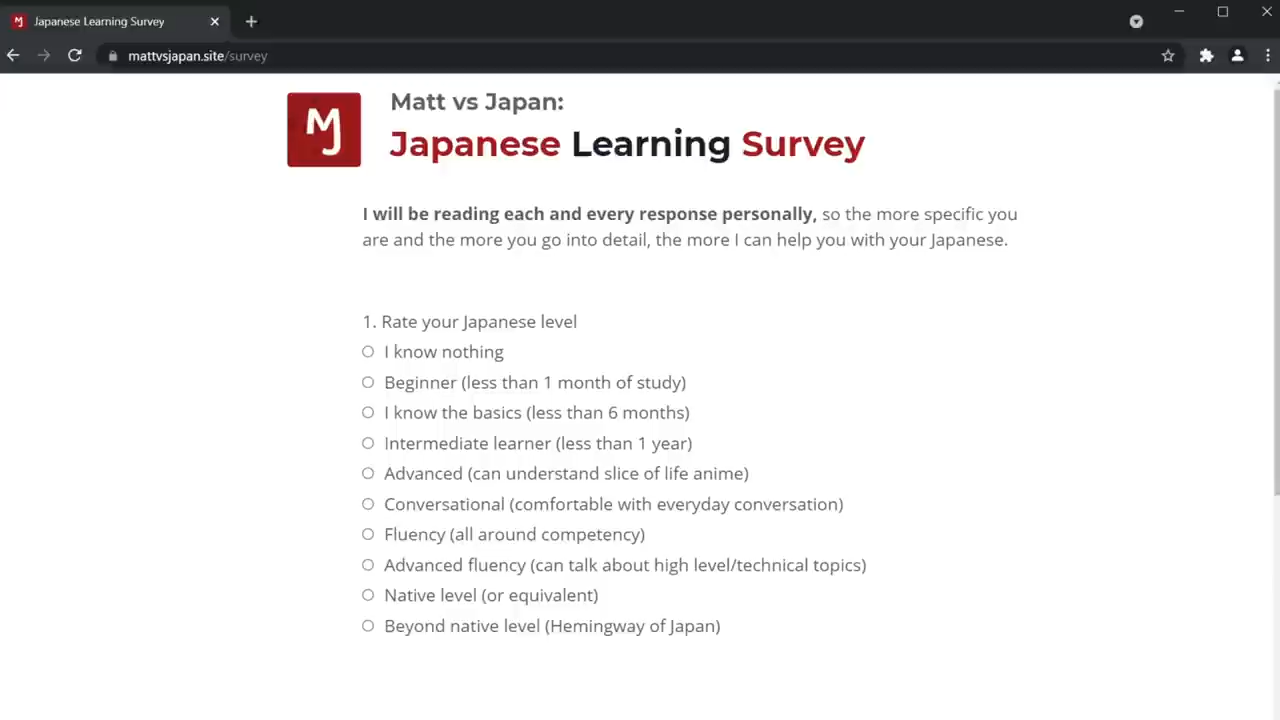 Japanese Learning Survey
mattvsjapan.site/survey
MJ
Matt vs Japan:
Japanese Learning Survey
I will be reading each and every response personally, so the more specific you
are and the more you go into detail, the more I can help you with your Japanese.
1. Rate your Japanese level
I know nothing
Beginner (less than 1 month of study)
I know the basics (less than 6 months)
Intermediate learner (less than 1 year)
Advanced (can understand slice of life anime)
Conversational (comfortable with everyday conversation)
Fluency (all around competency)
Advanced fluency (can talk about high level/technical topics)
Native level (or equivalent)
Beyond native level (Hemingway of Japan)